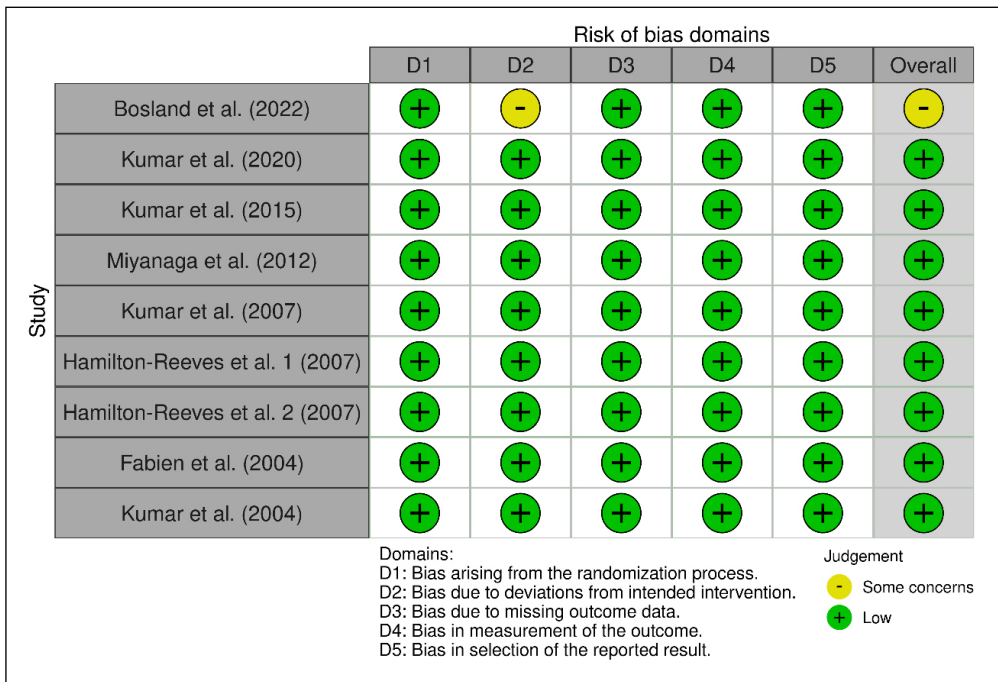 Risk of bias domains
D1 D2 D3 D4 D5 Overall
Study
Bosland et al. (2022) + - + + + -
Kumar et al. (2020) + + + + + +
Kumar et al. (2015) + + + + + +
Miyanaga et al. (2012) + + + + + +
Kumar et al. (2007) + + + + + +
Hamilton-Reeves et al. 1 (2007) + + + + + +
Hamilton-Reeves et al. 2 (2007) + + + + + +
Fabien et al. (2004) + + + + + +
Kumar et al. (2004) + + + + + +
Domains:
D1: Bias arising from the randomization process.
D2: Bias due to deviations from intended intervention.
D3: Bias due to missing outcome data.
D4: Bias in measurement of the outcome.
D5: Bias in selection of the reported result.
Judgement
- Some concerns
+ Low